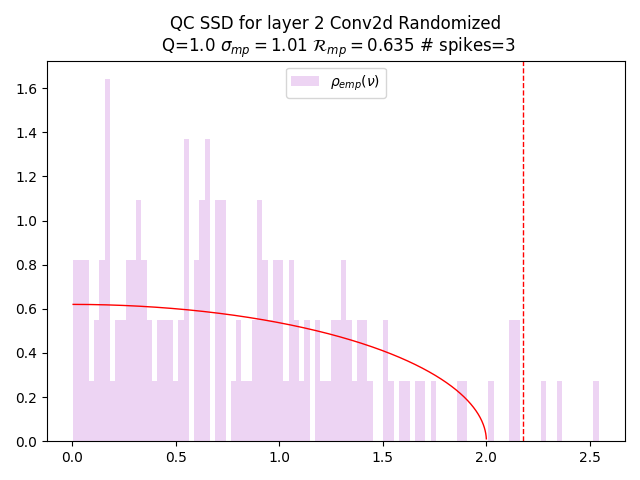 QC SSD for layer 2 Conv2d Randomized
Q=1.0 σ_mp = 1.01 ℛ_mp = 0.635 # spikes=3
ρ_emp(ν)
1.6
1.4
1.2
1.0
0.8
0.6
0.4
0.2
0.0
0.0 0.5 1.0 1.5 2.0 2.5